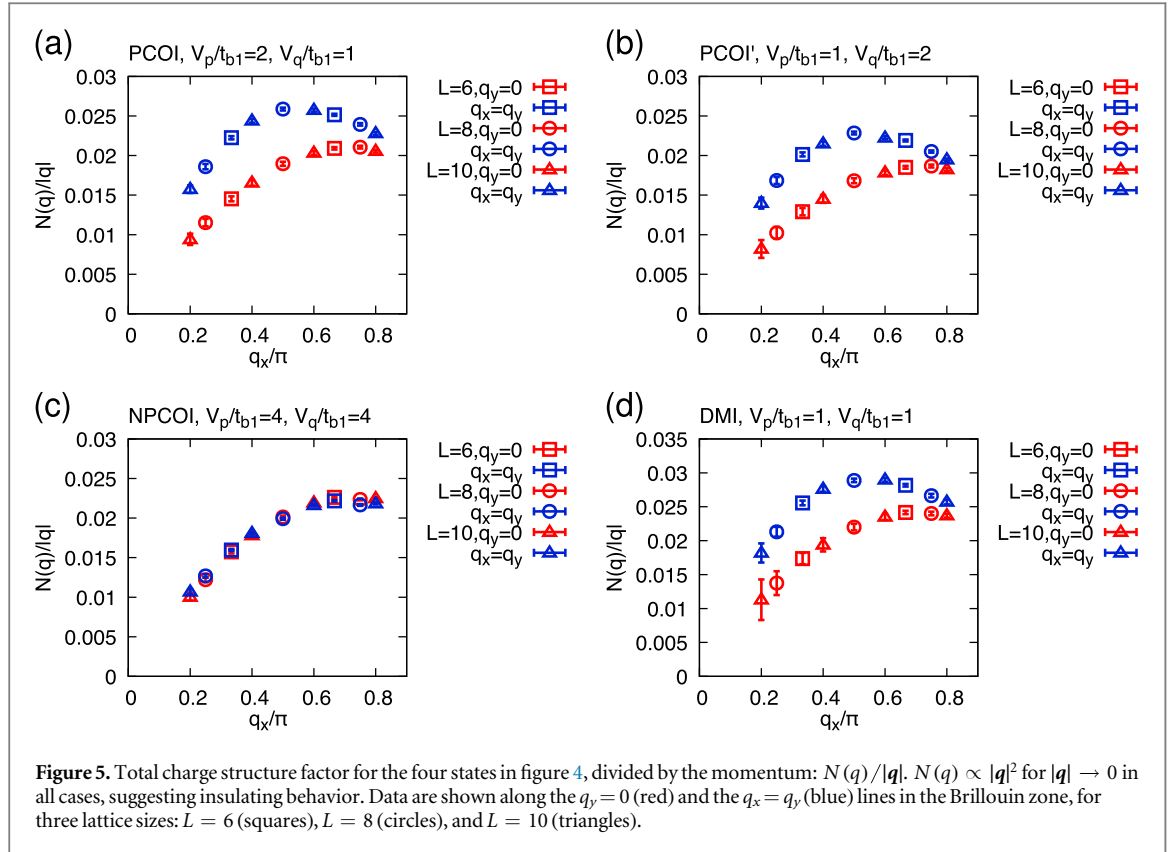 (a)
PCOI, Vp/tb1=2, Vq/tb1=1
N(q)/|q|
0.03
0.025
0.02
0.015
0.01
0.005
0
0 0.2 0.4 0.6 0.8
qx/π
L=6,qy=0
qx=qy
L=8,qy=0
qx=qy
L=10,qy=0
qx=qy
(b)
PCOI', Vp/tb1=1, Vq/tb1=2
N(q)/|q|
0.03
0.025
0.02
0.015
0.01
0.005
0
0 0.2 0.4 0.6 0.8
qx/π
L=6,qy=0
qx=qy
L=8,qy=0
qx=qy
L=10,qy=0
qx=qy
(c)
NPCOI, Vp/tb1=4, Vq/tb1=4
N(q)/|q|
0.03
0.025
0.02
0.015
0.01
0.005
0
0 0.2 0.4 0.6 0.8
qx/π
L=6,qy=0
qx=qy
L=8,qy=0
qx=qy
L=10,qy=0
qx=qy
(d)
DMI, Vp/tb1=1, Vq/tb1=1
N(q)/|q|
0.035
0.03
0.025
0.02
0.015
0.01
0.005
0
0 0.2 0.4 0.6 0.8
qx/π
L=6,qy=0
qx=qy
L=8,qy=0
qx=qy
L=10,qy=0
qx=qy
Figure 5. Total charge structure factor for the four states in figure 4, divided by the momentum: N(q)/|q|. N(q) ∝ |q|² for |q| → 0 in
all cases, suggesting insulating behavior. Data are shown along the qy = 0 (red) and the qx = qy (blue) lines in the Brillouin zone, for
three lattice sizes: L = 6 (squares), L = 8 (circles), and L = 10 (triangles).